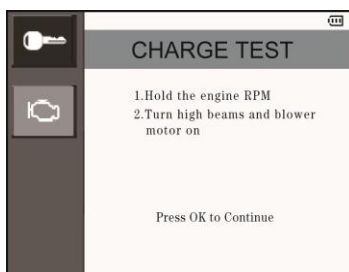 CHARGE TEST
1.Hold the engine RPM
2.Turn high beams and blower
motor on
Press OK to Continue